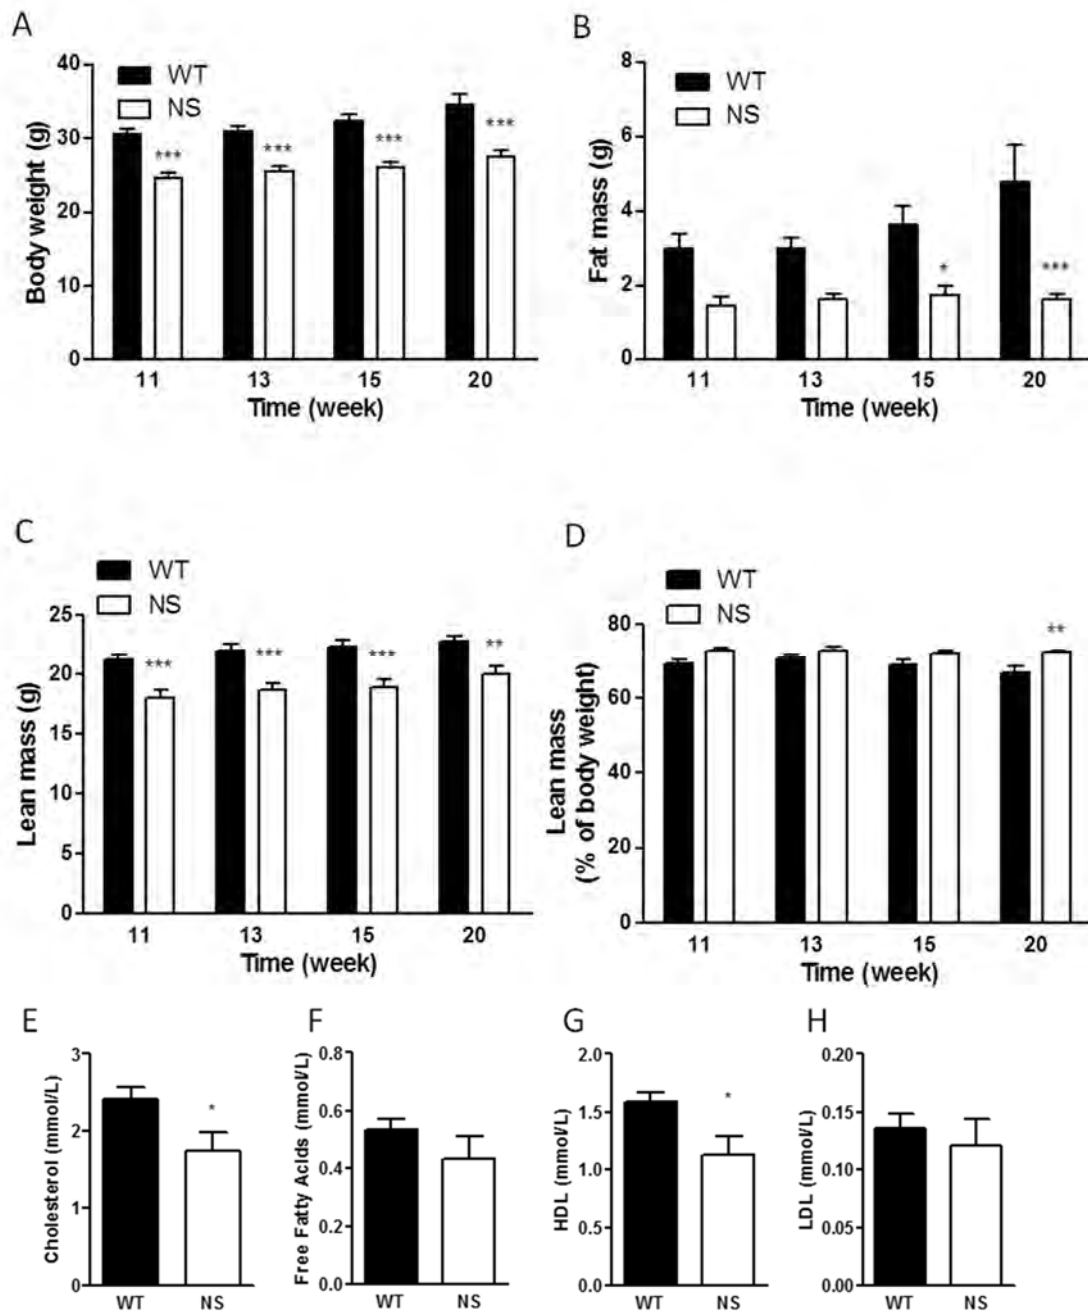 A
WT
NS
Body weight (g)
40
30
20
10
0
***
***
***
***
11 13 15 20
Time (week)
B
WT
NS
Fat mass (g)
8
6
4
2
0
*
***
11 13 15 20
Time (week)
C
WT
NS
Lean mass (g)
25
20
15
10
5
0
***
***
***
**
11 13 15 20
Time (week)
D
WT
NS
Lean mass
(% of body weight)
80
60
40
20
0
**
11 13 15 20
Time (week)
E
Cholesterol (mmol/L)
3
2
1
0
*
WT NS
F
Free Fatty Acids (mmol/L)
0.8
0.6
0.4
0.2
0.0
WT NS
G
HDL (mmol/L)
2.0
1.5
1.0
0.5
0.0
*
WT NS
H
LDL (mmol/L)
0.20
0.15
0.10
0.05
0.00
WT NS